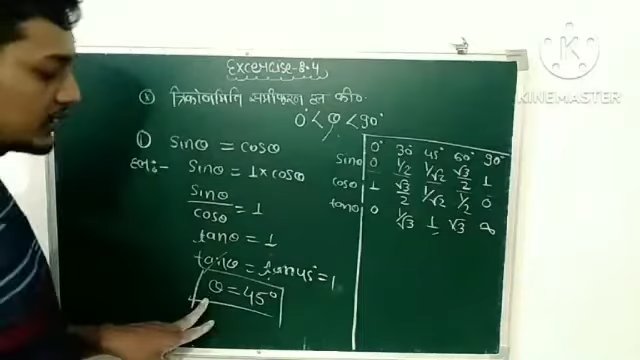 Excercise-8.4
त्रिकोणमिति समीकरण हल की०
0° < θ < 90°
① Sinθ = cosθ
हल:- Sinθ = 1×cosθ
Sinθ/cosθ = 1
tanθ = 1
tanθ = tan45° = 1
θ = 45°
0° 30° 45° 60° 90°
Sinθ 0 1/2 1/√2 √3/2 1
cosθ 1 √3/2 1/√2 1/2 0
tanθ 0 1/√3 1 √3 ∞
K
KINEMASTER